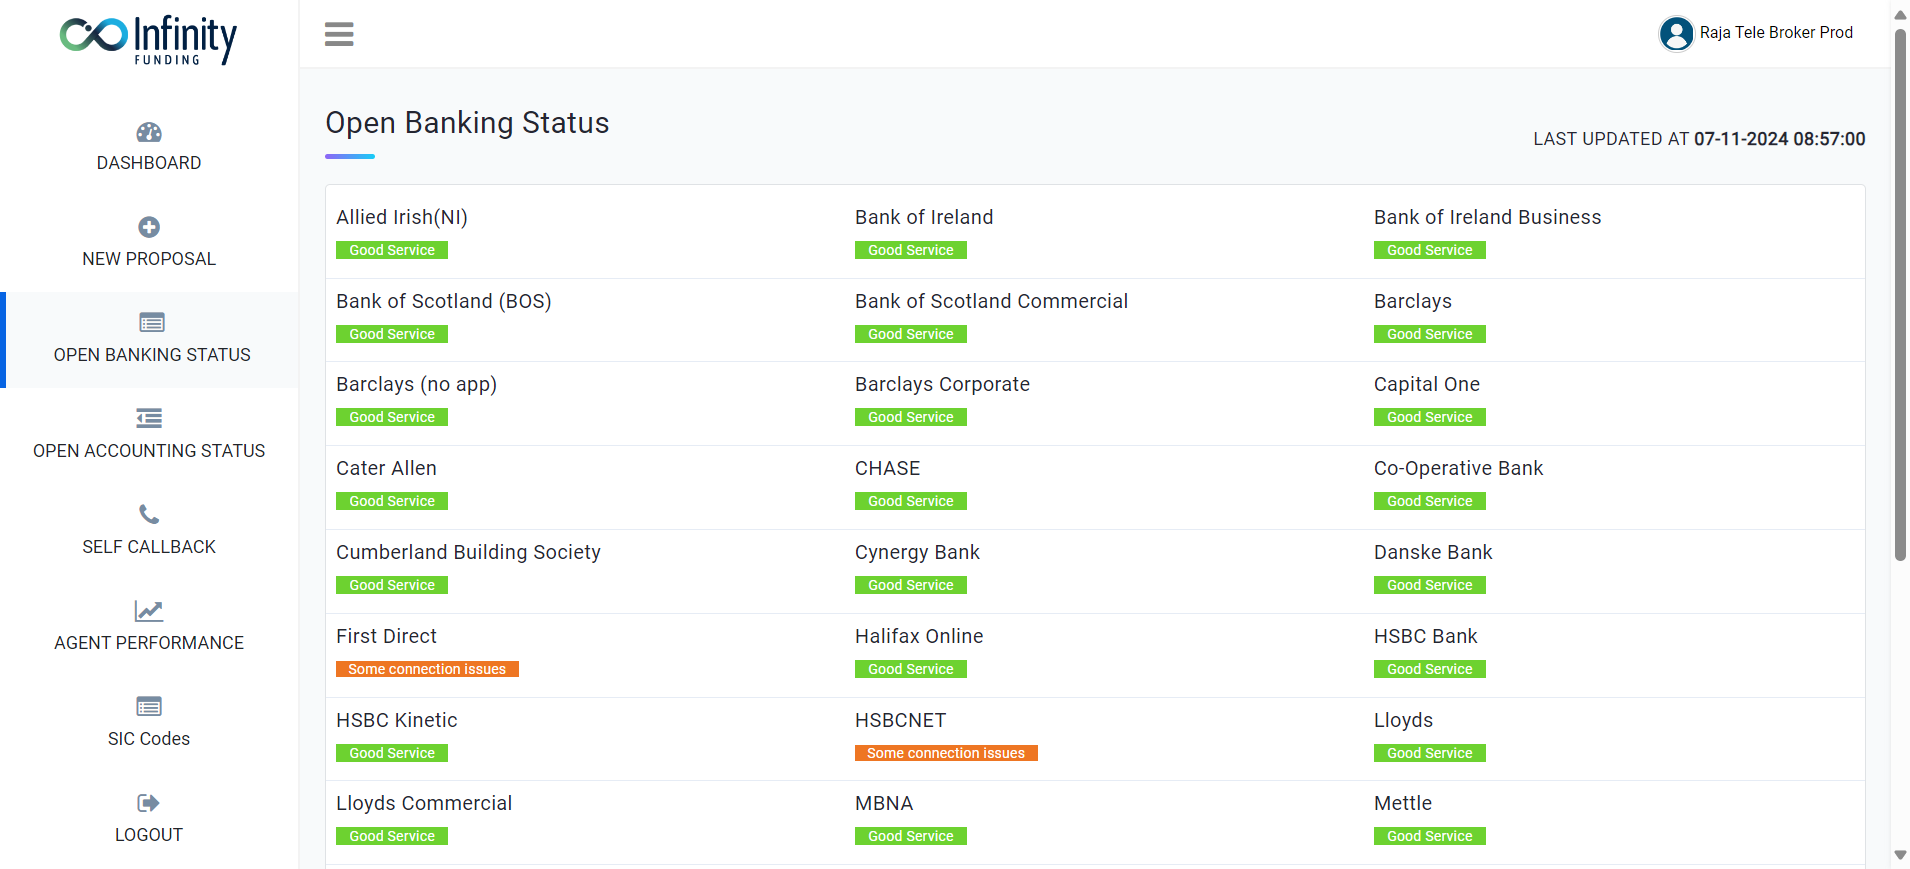 Infinity
FUNDING
Raja Tele Broker Prod
DASHBOARD
NEW PROPOSAL
OPEN BANKING STATUS
OPEN ACCOUNTING STATUS
SELF CALLBACK
AGENT PERFORMANCE
SIC Codes
LOGOUT
Open Banking Status
LAST UPDATED AT 07-11-2024 08:57:00
Allied Irish(NI)
Good Service
Bank of Ireland
Good Service
Bank of Ireland Business
Good Service
Bank of Scotland (BOS)
Good Service
Bank of Scotland Commercial
Good Service
Barclays
Good Service
Barclays (no app)
Good Service
Barclays Corporate
Good Service
Capital One
Good Service
Cater Allen
Good Service
CHASE
Good Service
Co-Operative Bank
Good Service
Cumberland Building Society
Good Service
Cynergy Bank
Good Service
Danske Bank
Good Service
First Direct
Some connection issues
Halifax Online
Good Service
HSBC Bank
Good Service
HSBC Kinetic
Good Service
HSBCNET
Some connection issues
Lloyds
Good Service
Lloyds Commercial
Good Service
MBNA
Good Service
Mettle
Good Service